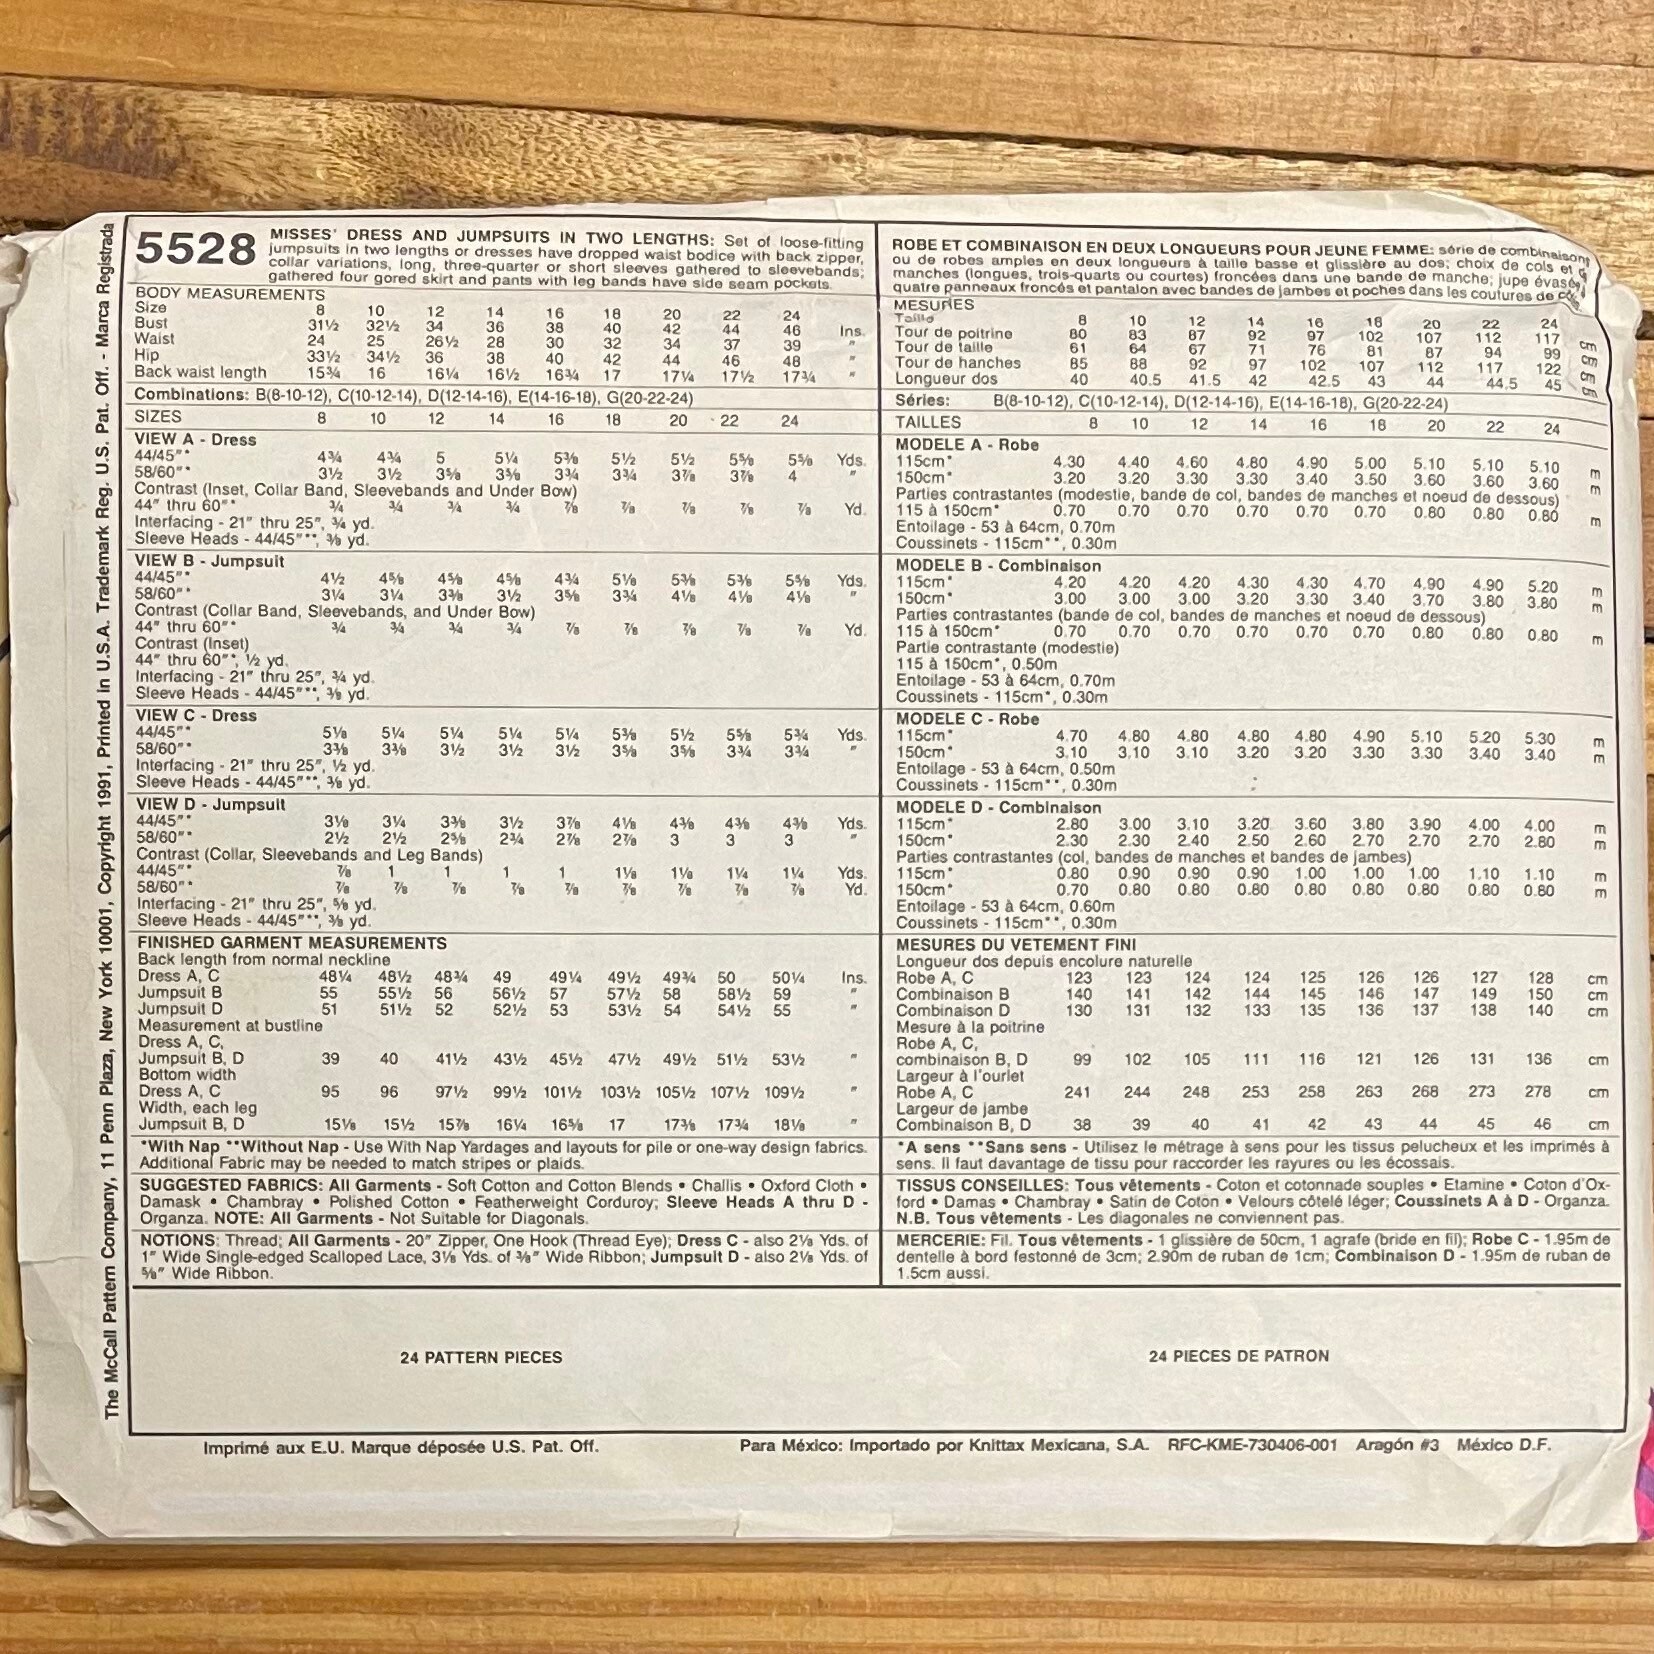 The McCall Pattern Company, 11 Penn Plaza, New York 10001, Copyright 1991, Printed in U.S.A. Trademark Reg. U.S. Pat. Off. - Marca Registrada
5528
MISSES' DRESS AND JUMPSUITS IN TWO LENGTHS: Set of loose-fitting
jumpsuits in two lengths or dresses have dropped waist bodice with back zipper,
collar variations, long, three-quarter or short sleeves gathered to sleevebands;
gathered four gored skirt and pants with leg bands have side seam pockets.
BODY MEASUREMENTS
Size 8 10 12 14 16 18 20 22 24
Bust 31½ 32½ 34 36 38 40 42 44 46 Ins.
Waist 24 25 26½ 28 30 32 34 37 39 "
Hip 33½ 34½ 36 38 40 42 44 46 48 "
Back waist length 15¾ 16 16¼ 16½ 16¾ 17 17¼ 17½ 17¾ "
Combinations: B(8-10-12), C(10-12-14), D(12-14-16), E(14-16-18), G(20-22-24)
SIZES 8 10 12 14 16 18 20 22 24
VIEW A - Dress
44/45"* 4¾ 4¾ 5 5¼ 5⅜ 5½ 5½ 5⅝ 5⅝ Yds.
58/60"* 3½ 3½ 3⅝ 3⅝ 3¾ 3¾ 3⅞ 3⅞ 4 "
Contrast (Inset, Collar Band, Sleevebands and Under Bow)
44" thru 60"* ¾ ¾ ¾ ¾ ⅞ ⅞ ⅞ ⅞ ⅞ Yd.
Interfacing - 21" thru 25", ¾ yd.
Sleeve Heads - 44/45"**, ⅜ yd.
VIEW B - Jumpsuit
44/45"* 4½ 4⅝ 4⅝ 4⅝ 4¾ 5⅛ 5⅜ 5⅜ 5⅝ Yds.
58/60"* 3¼ 3¼ 3⅜ 3½ 3⅝ 3¾ 4⅛ 4⅛ 4⅛ "
Contrast (Collar Band, Sleevebands, and Under Bow)
44" thru 60"* ¾ ¾ ¾ ¾ ⅞ ⅞ ⅞ ⅞ ⅞ Yd.
Contrast (Inset)
44" thru 60"*, ½ yd.
Interfacing - 21" thru 25", ¾ yd.
Sleeve Heads - 44/45"**, ⅜ yd.
VIEW C - Dress
44/45"* 5⅛ 5¼ 5¼ 5¼ 5¼ 5⅜ 5½ 5⅝ 5¾ Yds.
58/60"* 3⅜ 3⅜ 3½ 3½ 3½ 3⅝ 3⅝ 3¾ 3¾ "
Interfacing - 21" thru 25", ½ yd.
Sleeve Heads - 44/45"**, ⅜ yd.
VIEW D - Jumpsuit
44/45"* 3⅛ 3¼ 3⅜ 3½ 3⅞ 4⅛ 4⅜ 4⅜ 4⅜ Yds.
58/60"* 2½ 2½ 2⅝ 2¾ 2⅞ 2⅞ 3 3 3 "
Contrast (Collar, Sleevebands and Leg Bands)
44/45"* ⅞ 1 1 1 1 1⅛ 1⅛ 1¼ 1¼ Yds.
58/60"* ⅞ ⅞ ⅞ ⅞ ⅞ ⅞ ⅞ ⅞ ⅞ Yd.
Interfacing - 21" thru 25", ⅝ yd.
Sleeve Heads - 44/45"**, ⅜ yd.
FINISHED GARMENT MEASUREMENTS
Back length from normal neckline
Dress A, C 48¼ 48½ 48¾ 49 49¼ 49½ 49¾ 50 50¼ Ins.
Jumpsuit B 55 55½ 56 56½ 57 57½ 58 58½ 59 "
Jumpsuit D 51 51½ 52 52½ 53 53½ 54 54½ 55 "
Measurement at bustline
Dress A, C,
Jumpsuit B, D 39 40 41½ 43½ 45½ 47½ 49½ 51½ 53½ "
Bottom width
Dress A, C 95 96 97½ 99½ 101½ 103½ 105½ 107½ 109½ "
Width, each leg
Jumpsuit B, D 15⅛ 15½ 15⅞ 16¼ 16⅝ 17 17⅜ 17¾ 18⅛ "
*With Nap **Without Nap - Use With Nap Yardages and layouts for pile or one-way design fabrics.
Additional Fabric may be needed to match stripes or plaids.
SUGGESTED FABRICS: All Garments - Soft Cotton and Cotton Blends • Challis • Oxford Cloth •
Damask • Chambray • Polished Cotton • Featherweight Corduroy; Sleeve Heads A thru D -
Organza. NOTE: All Garments - Not Suitable for Diagonals.
NOTIONS: Thread; All Garments - 20" Zipper, One Hook (Thread Eye); Dress C - also 2⅛ Yds. of
1" Wide Single-edged Scalloped Lace, 3⅛ Yds. of ⅜" Wide Ribbon; Jumpsuit D - also 2⅛ Yds. of
⅝" Wide Ribbon.
24 PATTERN PIECES
ROBE ET COMBINAISON EN DEUX LONGUEURS POUR JEUNE FEMME: série de combinaisons
ou de robes amples en deux longueurs à taille basse et glissière au dos; choix de cols et
manches (longues, trois-quarts ou courtes) froncées dans une bande de manche; jupe évasée,
quatre panneaux froncés et pantalon avec bandes de jambes et poches dans les coutures de
MESURES
Taille 8 10 12 14 16 18 20 22 24
Tour de poitrine 80 83 87 92 97 102 107 112 117 cm
Tour de taille 61 64 67 71 76 81 87 94 99 cm
Tour de hanches 85 88 92 97 102 107 112 117 122 cm
Longueur dos 40 40.5 41.5 42 42.5 43 44 44.5 45 cm
Séries: B(8-10-12), C(10-12-14), D(12-14-16), E(14-16-18), G(20-22-24)
TAILLES 8 10 12 14 16 18 20 22 24
MODELE A - Robe
115cm* 4.30 4.40 4.60 4.80 4.90 5.00 5.10 5.10 5.10 m
150cm* 3.20 3.20 3.30 3.30 3.40 3.50 3.60 3.60 3.60 m
Parties contrastantes (modestie, bande de col, bandes de manches et noeud de dessous)
115 à 150cm* 0.70 0.70 0.70 0.70 0.70 0.70 0.80 0.80 0.80 m
Entoilage - 53 à 64cm, 0.70m
Coussinets - 115cm**, 0.30m
MODELE B - Combinaison
115cm* 4.20 4.20 4.20 4.30 4.30 4.70 4.90 4.90 5.20 m
150cm* 3.00 3.00 3.00 3.20 3.30 3.40 3.70 3.80 3.80 m
Parties contrastantes (bande de col, bandes de manches et noeud de dessous)
115 à 150cm* 0.70 0.70 0.70 0.70 0.70 0.70 0.80 0.80 0.80 m
Partie contrastante (modestie)
115 à 150cm*, 0.50m
Entoilage - 53 à 64cm, 0.70m
Coussinets - 115cm*, 0.30m
MODELE C - Robe
115cm* 4.70 4.80 4.80 4.80 4.80 4.90 5.10 5.20 5.30 m
150cm* 3.10 3.10 3.10 3.20 3.20 3.30 3.30 3.40 3.40 m
Entoilage - 53 à 64cm, 0.50m
Coussinets - 115cm**, 0.30m
MODELE D - Combinaison
115cm* 2.80 3.00 3.10 3.20 3.60 3.80 3.90 4.00 4.00 m
150cm* 2.30 2.30 2.40 2.50 2.60 2.70 2.70 2.70 2.80 m
Parties contrastantes (col, bandes de manches et bandes de jambes)
115cm* 0.80 0.90 0.90 0.90 1.00 1.00 1.00 1.10 1.10 m
150cm* 0.70 0.80 0.80 0.80 0.80 0.80 0.80 0.80 0.80 m
Entoilage - 53 à 64cm, 0.60m
Coussinets - 115cm**, 0.30m
MESURES DU VETEMENT FINI
Longueur dos depuis encolure naturelle
Robe A, C 123 123 124 124 125 126 126 127 128 cm
Combinaison B 140 141 142 144 145 146 147 149 150 cm
Combinaison D 130 131 132 133 135 136 137 138 140 cm
Mesure à la poitrine
Robe A, C,
combinaison B, D 99 102 105 111 116 121 126 131 136 cm
Largeur à l'ourlet
Robe A, C 241 244 248 253 258 263 268 273 278 cm
Largeur de jambe
Combinaison B, D 38 39 40 41 42 43 44 45 46 cm
*A sens **Sans sens - Utilisez le métrage à sens pour les tissus pelucheux et les imprimés à
sens. Il faut davantage de tissu pour raccorder les rayures ou les écossais.
TISSUS CONSEILLES: Tous vêtements - Coton et cotonnade souples • Etamine • Coton d'Ox-
ford • Damas • Chambray • Satin de Coton • Velours côtelé léger; Coussinets A à D - Organza.
N.B. Tous vêtements - Les diagonales ne conviennent pas.
MERCERIE: Fil. Tous vêtements - 1 glissière de 50cm, 1 agrafe (bride en fil); Robe C - 1.95m de
dentelle à bord festonné de 3cm; 2.90m de ruban de 1cm; Combinaison D - 1.95m de ruban de
1.5cm aussi.
24 PIECES DE PATRON
Imprimé aux E.U. Marque déposée U.S. Pat. Off.
Para México: Importado por Knittax Mexicana, S.A. RFC-KME-730406-001 Aragón #3 México D.F.